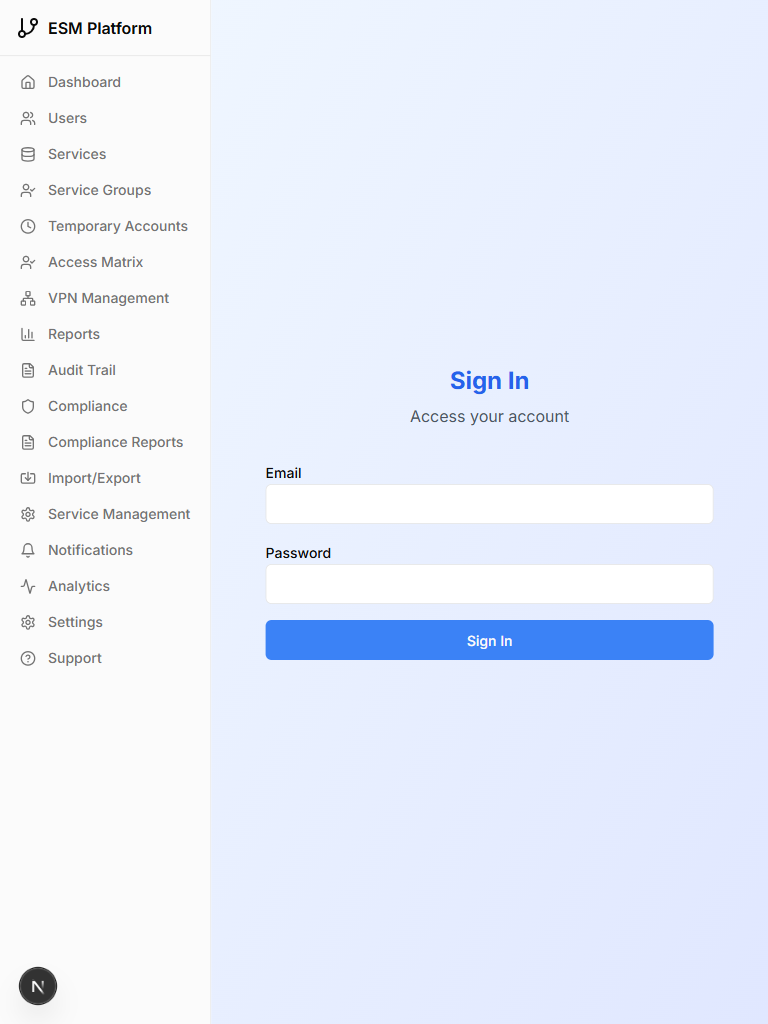 ESM Platform
Dashboard
Users
Services
Service Groups
Temporary Accounts
Access Matrix
VPN Management
Reports
Audit Trail
Compliance
Compliance Reports
Import/Export
Service Management
Notifications
Analytics
Settings
Support
N
Sign In
Access your account
Email
Password
Sign In